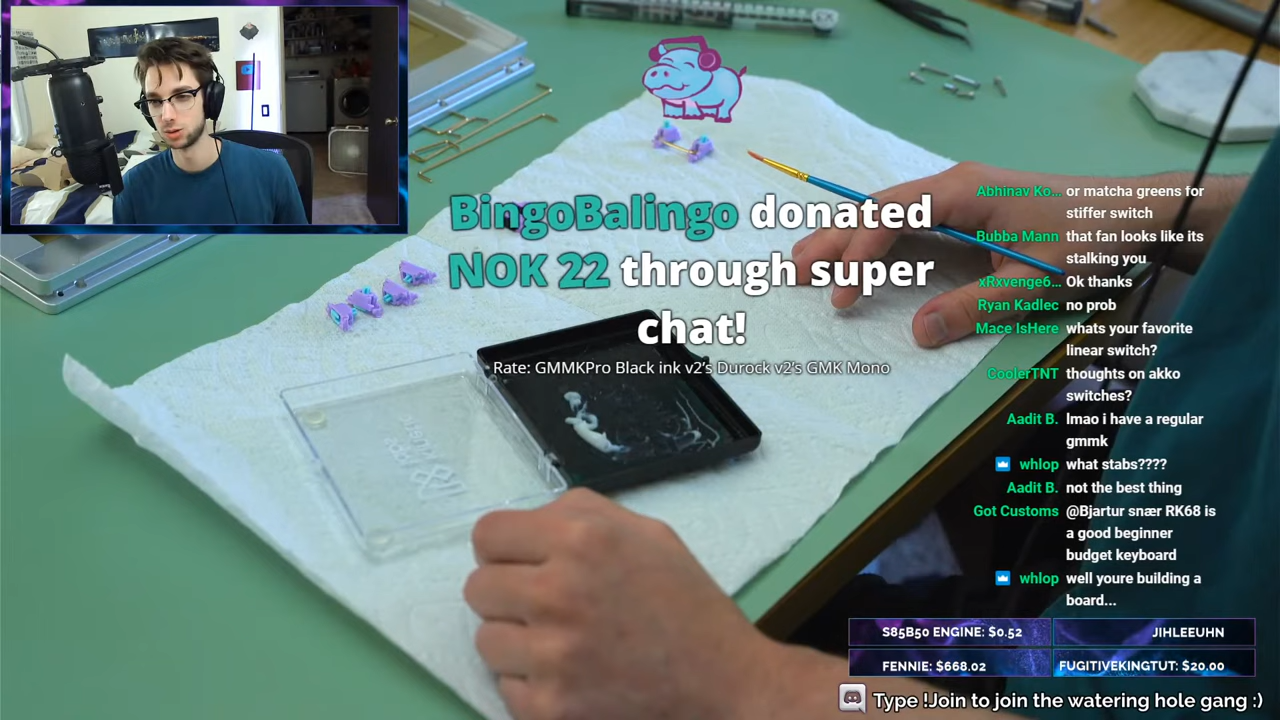 BingoBalingo donated
NOK 22 through super
chat!
Rate: GMMKPro Black ink v2's Durock v2's GMK Mono
Abhinav Ko... or matcha greens for
stiffer switch
Bubba Mann that fan looks like its
stalking you
xRxvenge6... Ok thanks
Ryan Kadlec no prob
Mace IsHere whats your favorite
linear switch?
CoolerTNT thoughts on akko
switches?
Aadit B. lmao i have a regular
gmmk
whlop what stabs????
Aadit B. not the best thing
Got Customs @Bjartur snær RK68 is
a good beginner
budget keyboard
whlop well youre building a
board...
S85B50 ENGINE: $0.52
JIHLEEUHN
FENNIE: $668.02
FUGITIVEKINGTUT: $20.00
Type !Join to join the watering hole gang :)